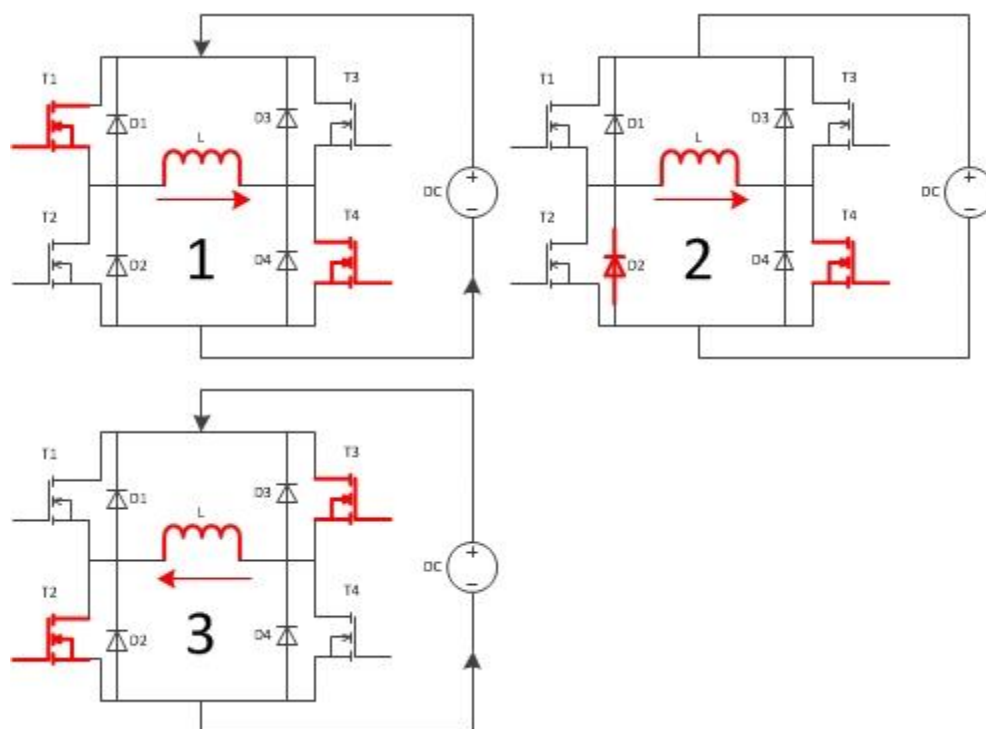 T1
D1
D3
T3
L
DC
+
−
T2
D2
1
D4
T4
T1
D1
D3
T3
L
DC
+
−
T2
D2
2
D4
T4
T1
D1
D3
T3
L
DC
+
−
T2
D2
3
D4
T4